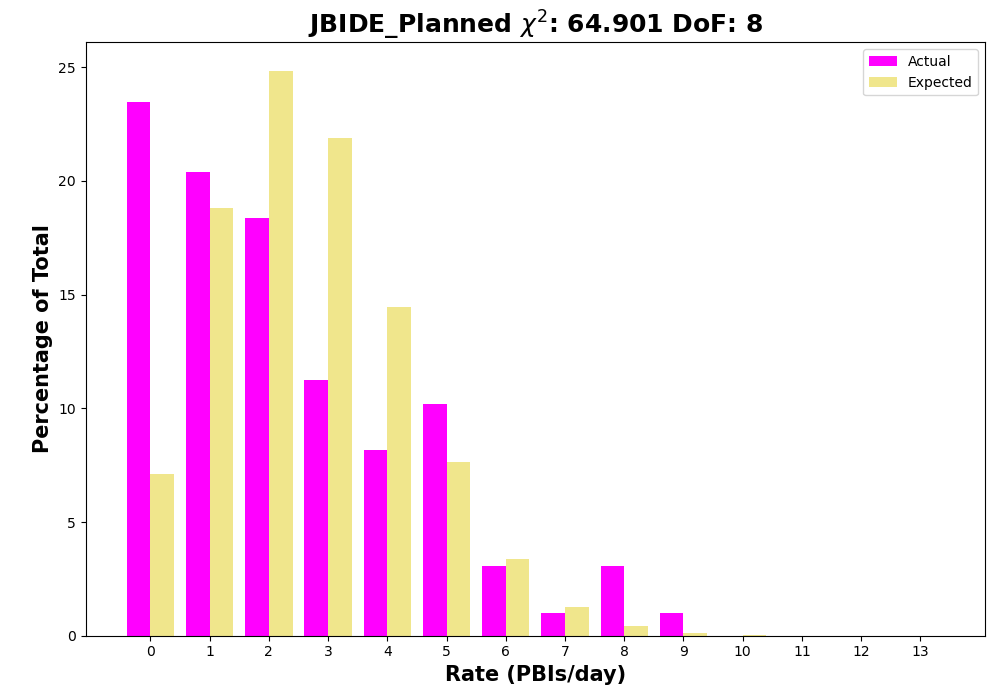 JBIDE_Planned χ²: 64.901 DoF: 8
Actual
Expected
Percentage of Total
25
20
15
10
5
0
0 1 2 3 4 5 6 7 8 9 10 11 12 13
Rate (PBIs/day)